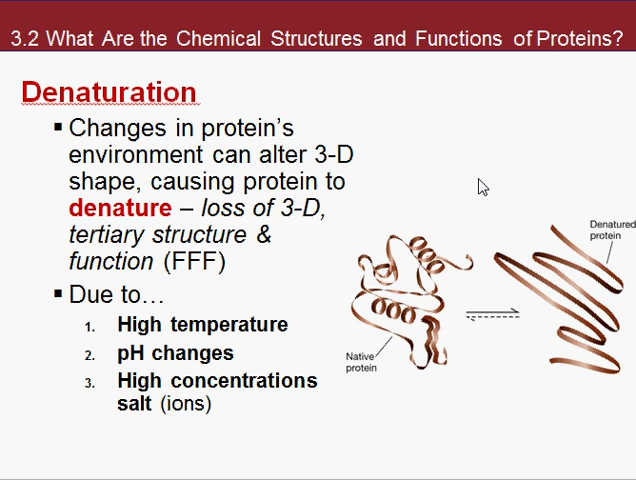 3.2 What Are the Chemical Structures and Functions of Proteins?
Denaturation
▪ Changes in protein's
environment can alter 3-D
shape, causing protein to
denature – loss of 3-D,
tertiary structure &
function (FFF)
▪ Due to…
1. High temperature
2. pH changes
3. High concentrations
salt (ions)
Denatured
protein
Native
protein